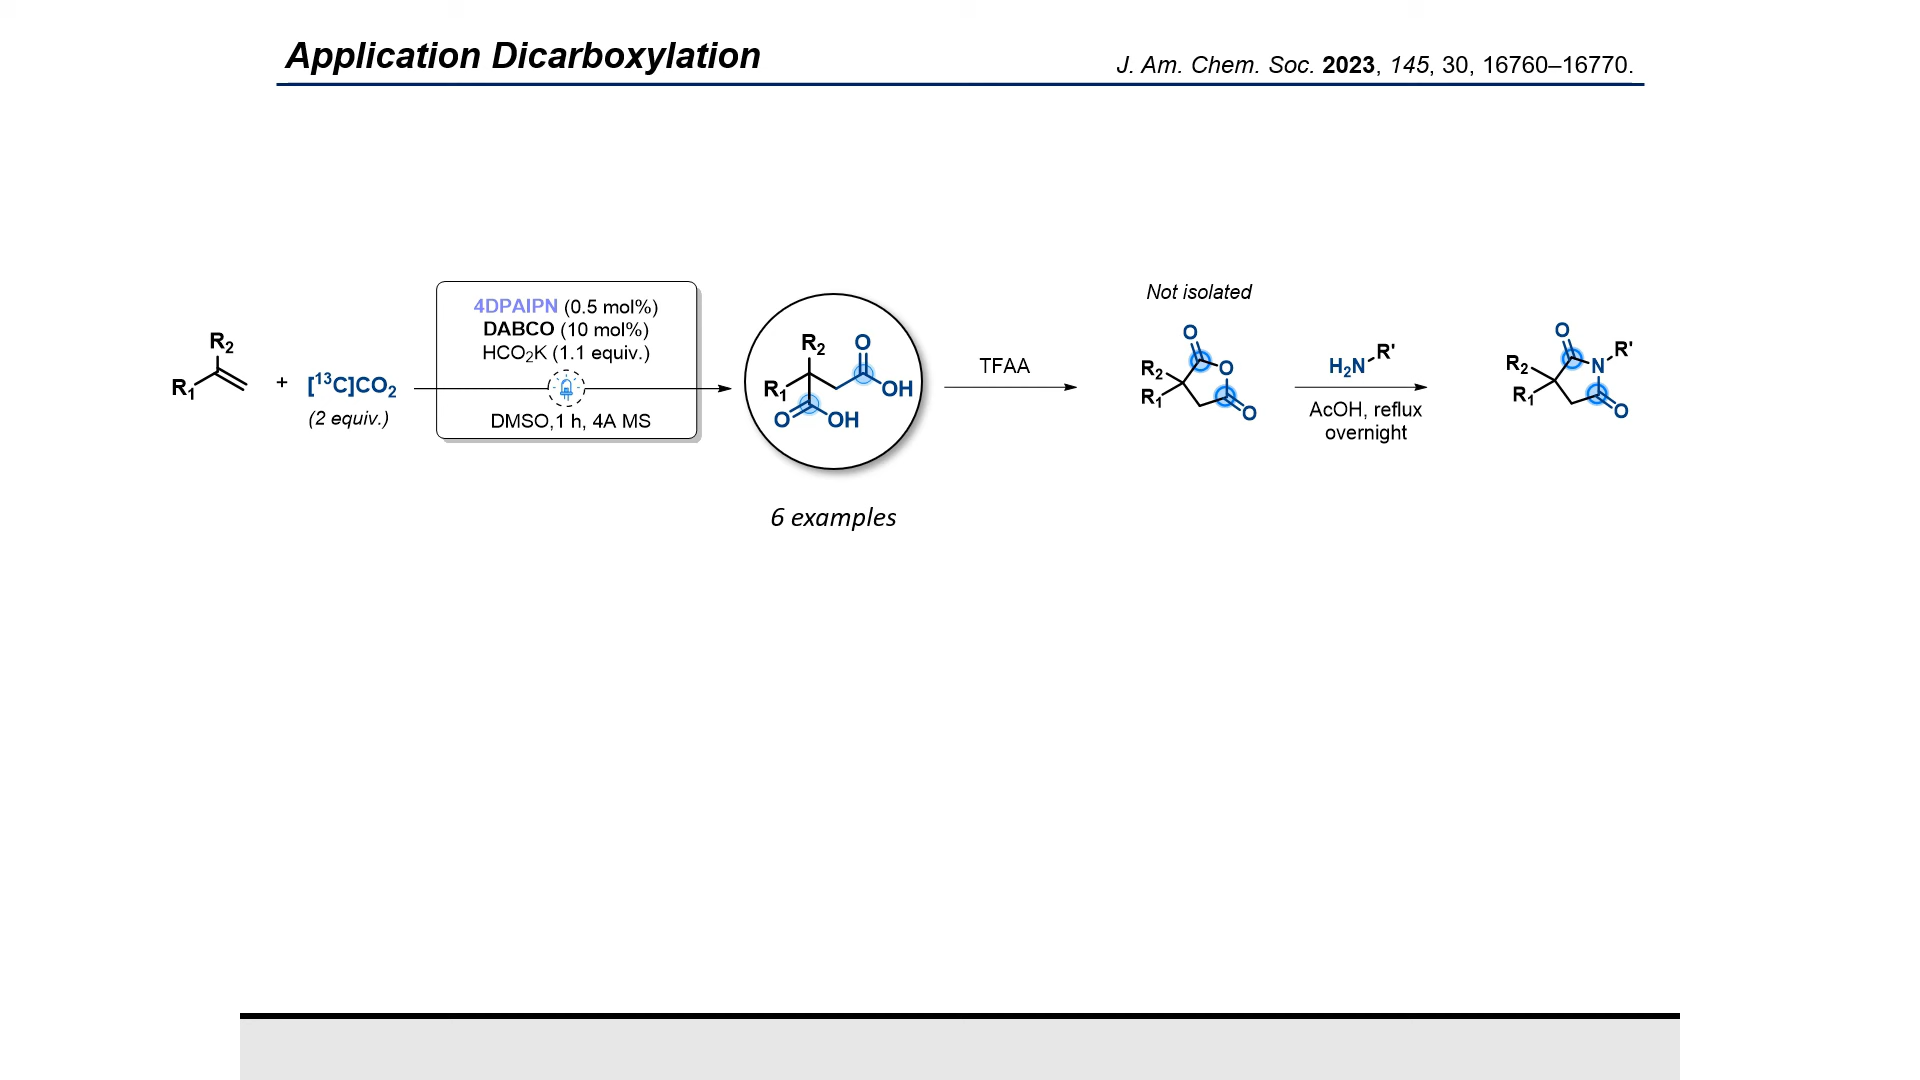 Application Dicarboxylation
J. Am. Chem. Soc. 2023, 145, 30, 16760–16770.
R₂
R₁
+
[¹³C]CO₂
(2 equiv.)
4DPAIPN (0.5 mol%)
DABCO (10 mol%)
HCO₂K (1.1 equiv.)
DMSO,1 h, 4A MS
R₂
O
R₁
OH
O
OH
6 examples
TFAA
Not isolated
O
R₂
O
R₁
O
H₂N
R'
AcOH, reflux
overnight
O
R'
R₂
N
R₁
O